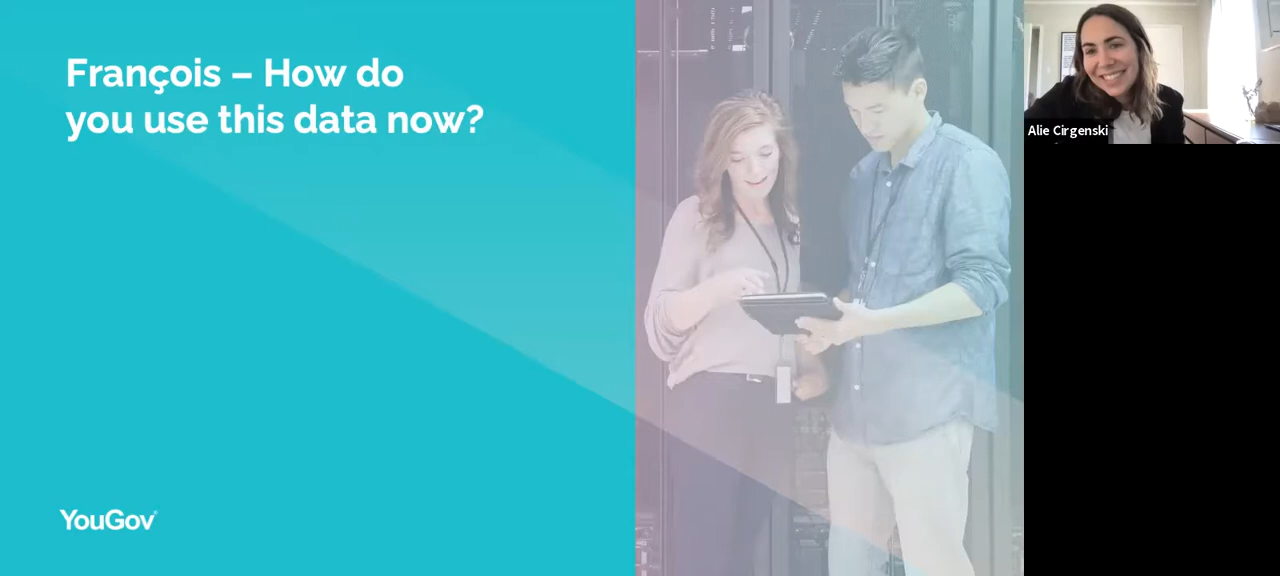 François – How do
you use this data now?
YouGov
Alie Cirgenski